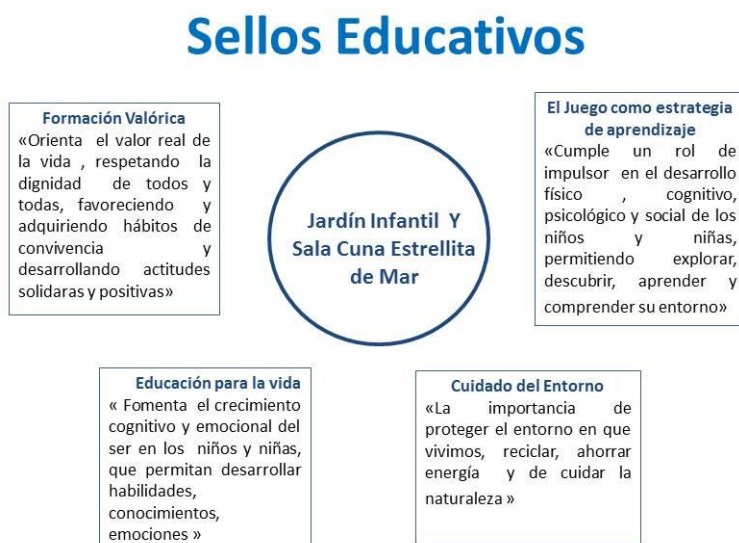 Sellos Educativos
Formación Valórica
«Orienta el valor real de
la vida , respetando la
dignidad de todos y
todas, favoreciendo y
adquiriendo hábitos de
convivencia y
desarrollando actitudes
solidaras y positivas»
Jardín Infantil Y
Sala Cuna Estrellita
de Mar
El Juego como estrategia
de aprendizaje
«Cumple un rol de
impulsor en el desarrollo
físico , cognitivo,
psicológico y social de los
niños y niñas,
permitiendo explorar,
descubrir, aprender y
comprender su entorno»
Educación para la vida
« Fomenta el crecimiento
cognitivo y emocional del
ser en los niños y niñas,
que permitan desarrollar
habilidades,
conocimientos,
emociones »
Cuidado del Entorno
«La importancia de
proteger el entorno en que
vivimos, reciclar, ahorrar
energía y de cuidar la
naturaleza »